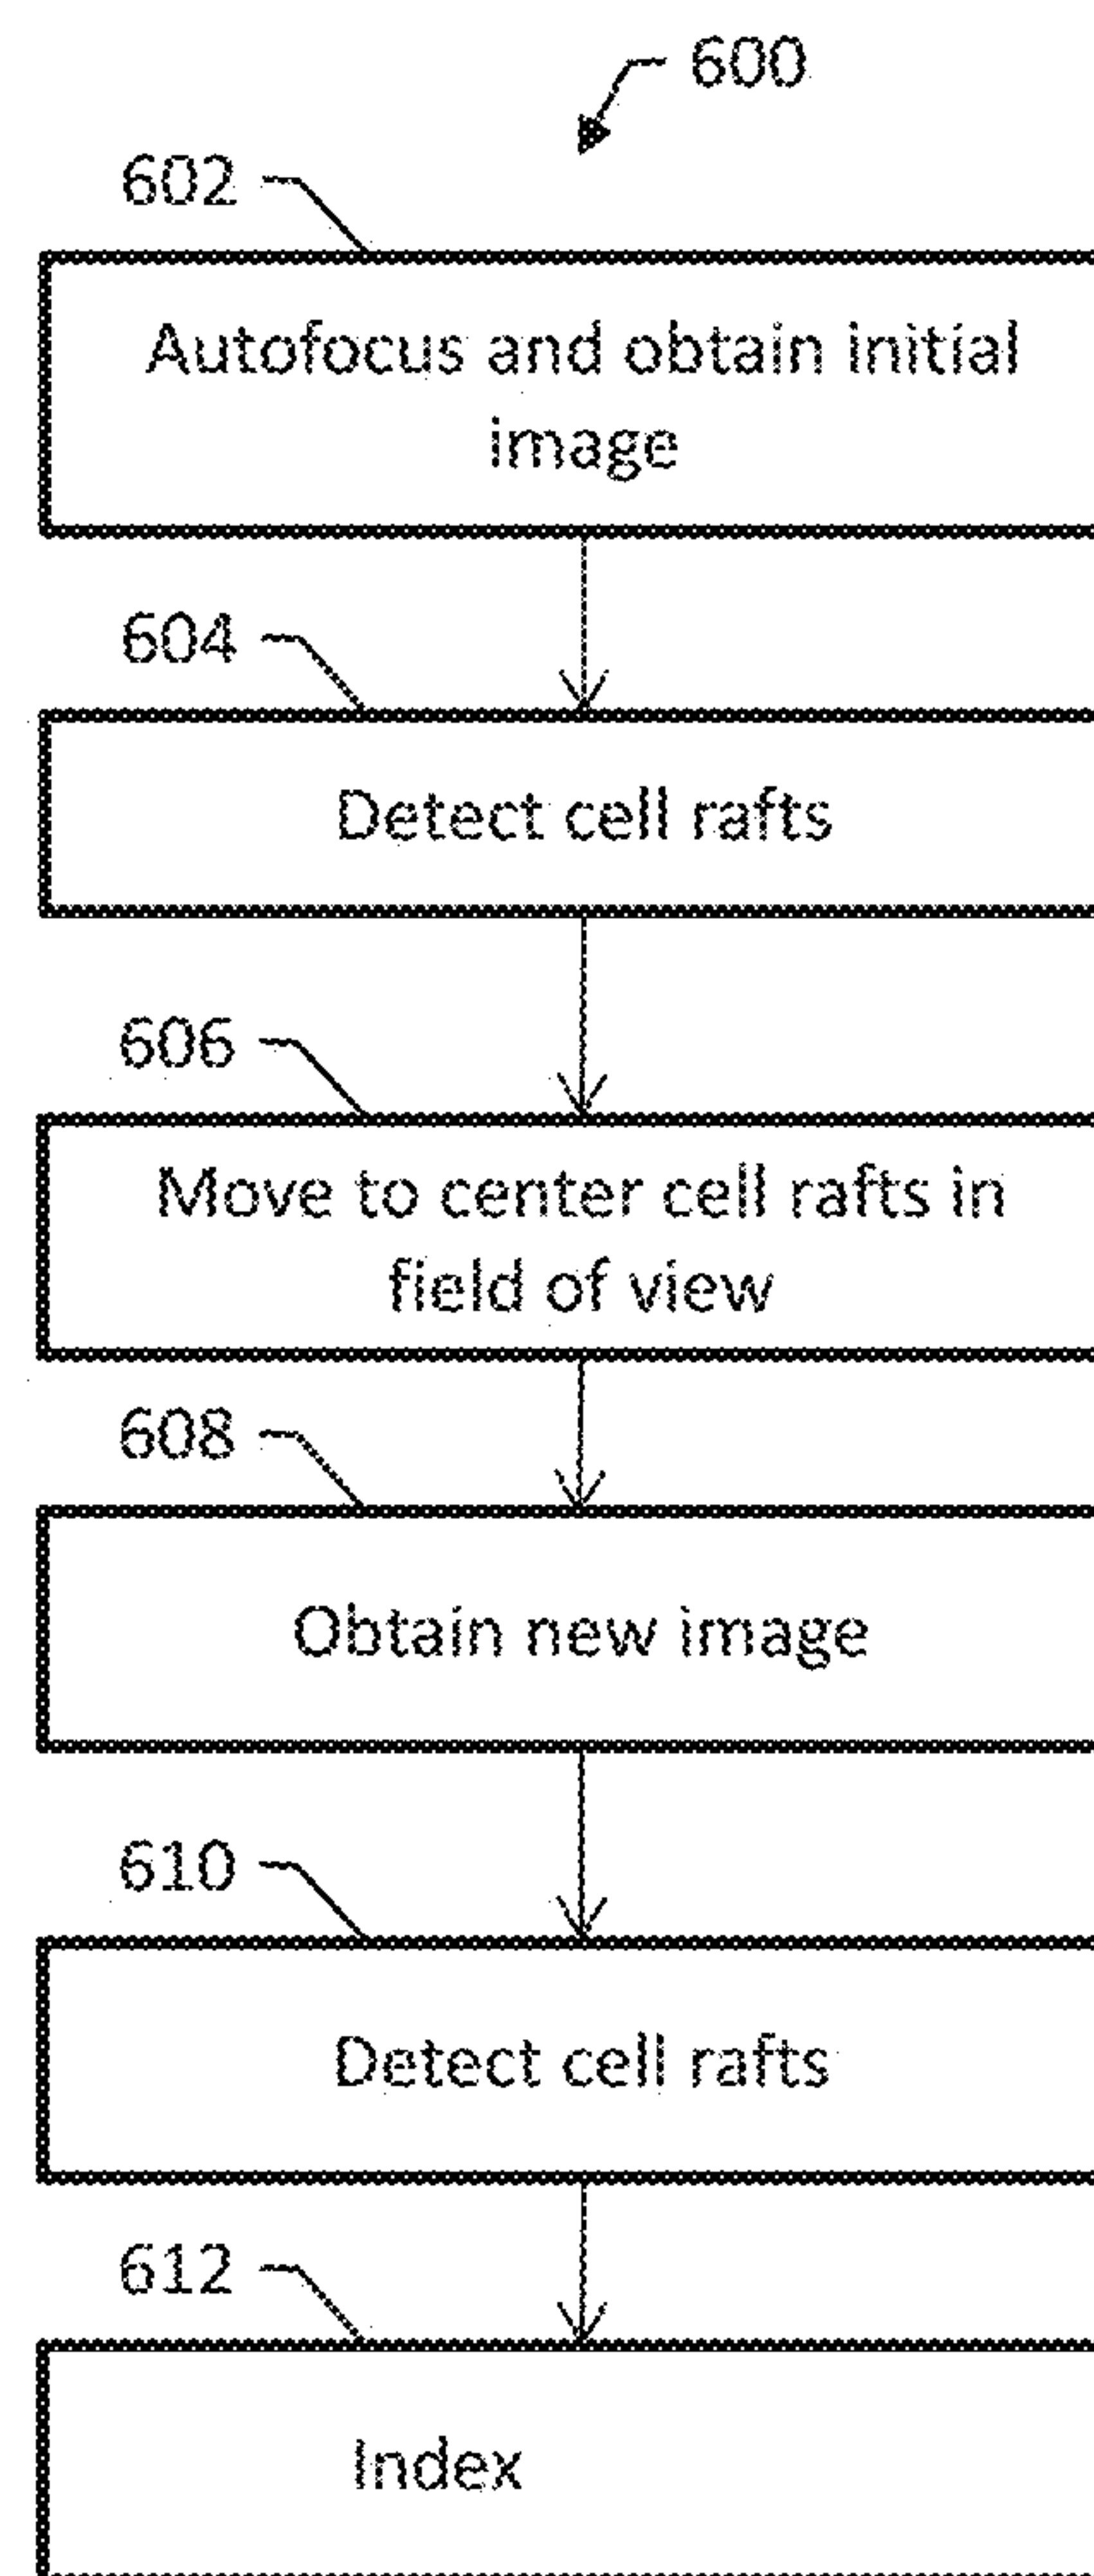 600
602
Autofocus and obtain initial
image
604
Detect cell rafts
606
Move to center cell rafts in
field of view
608
Obtain new image
610
Detect cell rafts
612
Index